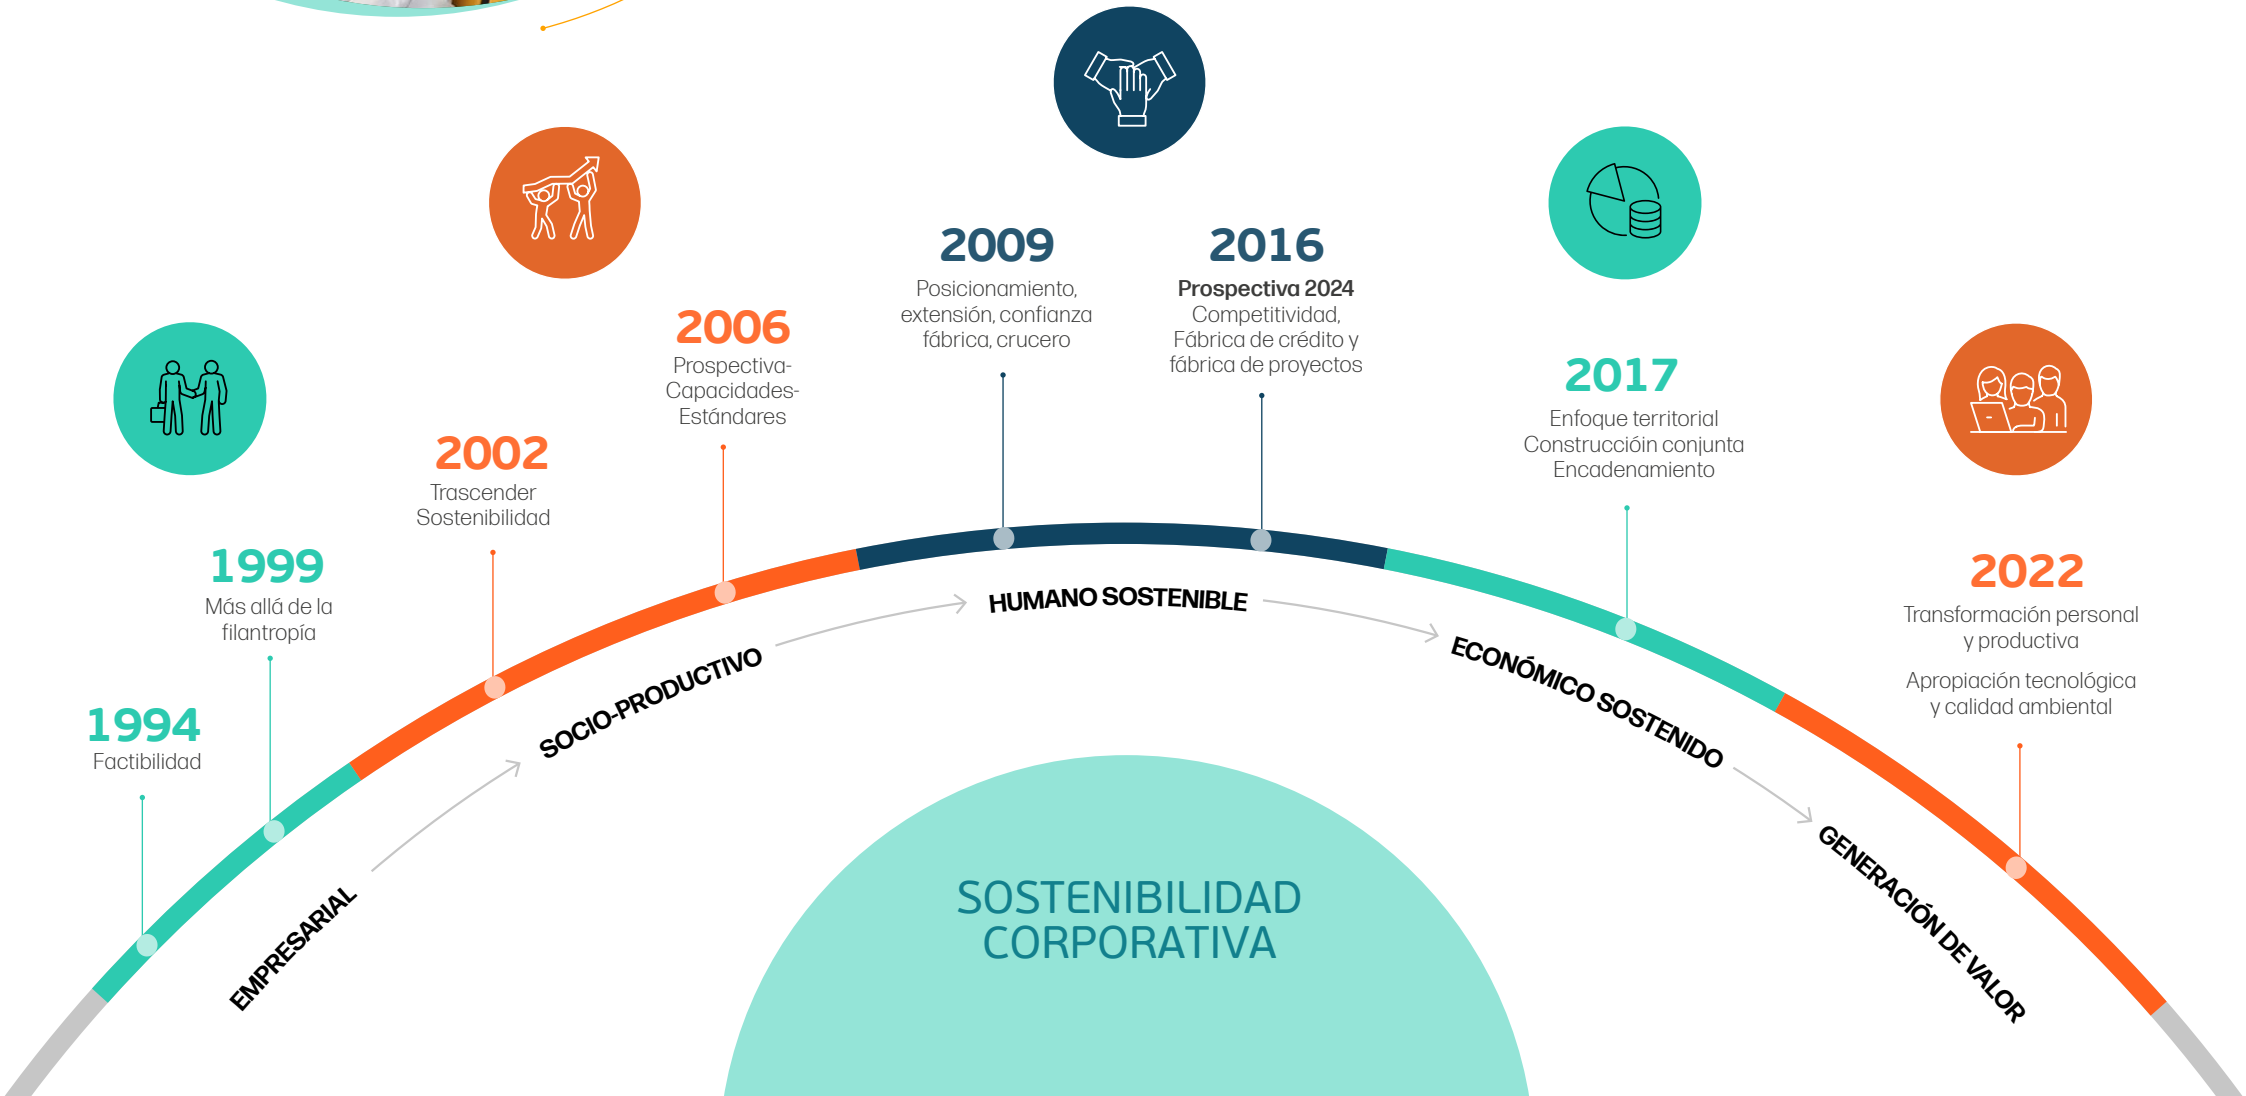 1994
Factibilidad
1999
Más allá de la
filantropía
2002
Trascender
Sostenibilidad
2006
Prospectiva-
Capacidades-
Estándares
2009
Posicionamiento,
extensión, confianza
fábrica, crucero
2016
Prospectiva 2024
Competitividad,
Fábrica de crédito y
fábrica de proyectos
2017
Enfoque territorial
Construccióin conjunta
Encadenamiento
2022
Transformación personal
y productiva
Apropiación tecnológica
y calidad ambiental
EMPRESARIAL
SOCIO-PRODUCTIVO
HUMANO SOSTENIBLE
ECONÓMICO SOSTENIDO
GENERACIÓN DE VALOR
SOSTENIBILIDAD
CORPORATIVA